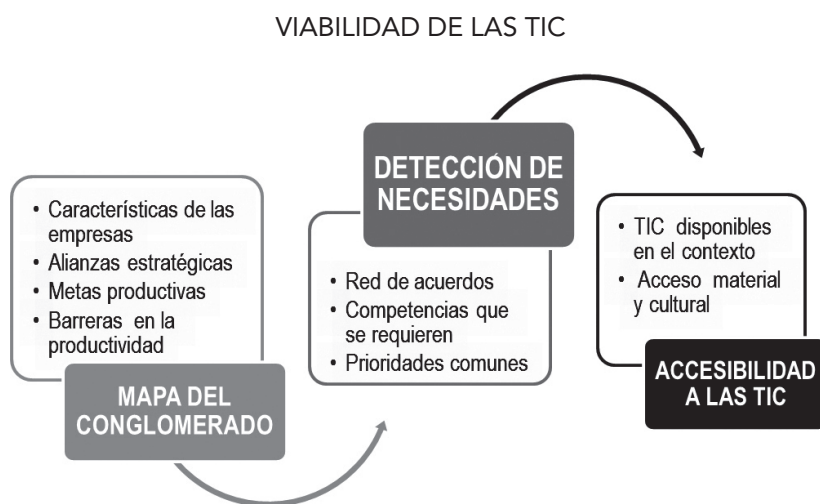 VIABILIDAD DE LAS TIC
• Características de las
empresas
• Alianzas estratégicas
• Metas productivas
• Barreras en la
productividad
MAPA DEL
CONGLOMERADO
DETECCIÓN DE
NECESIDADES
• Red de acuerdos
• Competencias que
se requieren
• Prioridades comunes
• TIC disponibles
en el contexto
• Acceso material
y cultural
ACCESIBILIDAD
A LAS TIC